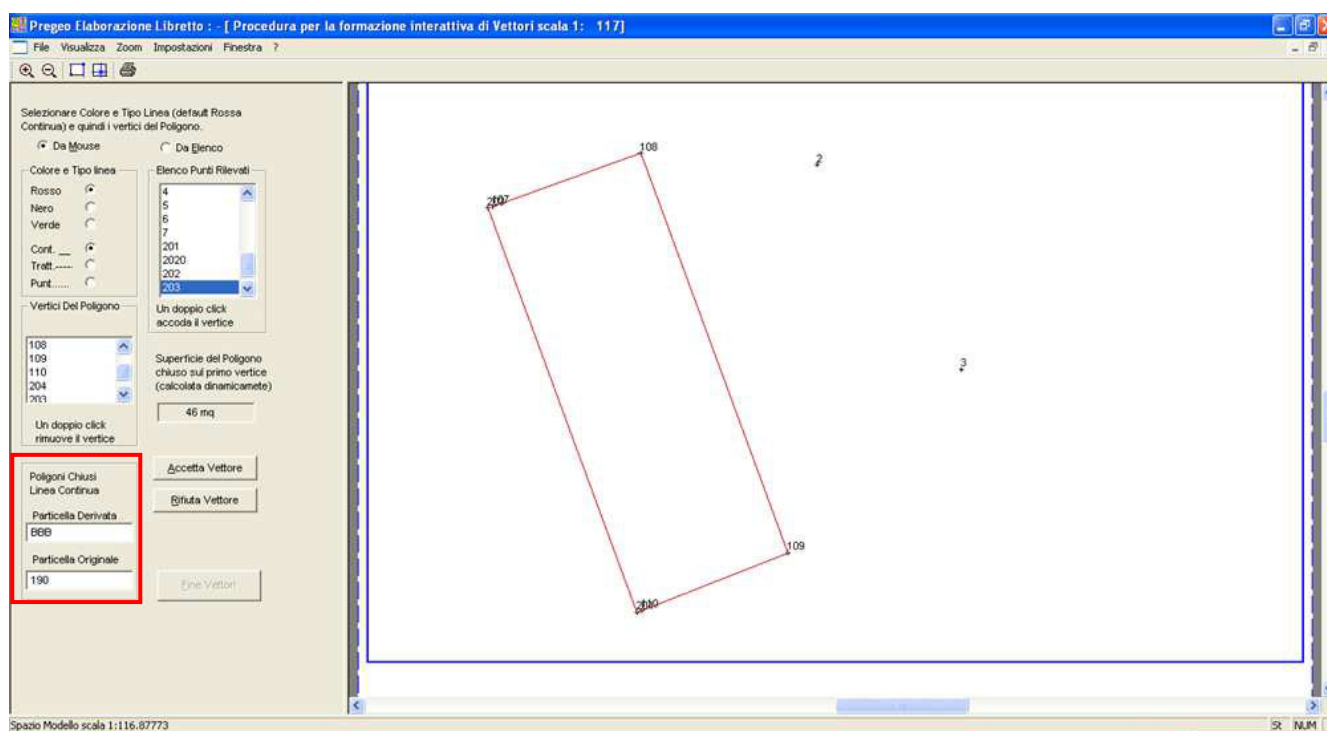 Pregeo Elaborazione Libretto : - [ Procedura per la formazione interattiva di Vettori scala 1: 117]
File Visualizza Zoom Impostazioni Finestra ?
Selezionare Colore e Tipo Linea (default Rossa
Continua) e quindi i vertici del Poligono.
Da Mouse
Da Elenco
Colore e Tipo linea
Rosso
Nero
Verde
Cont. __
Tratt.-----
Punt......
Elenco Punti Rilevati
4
5
6
7
201
2020
202
203
Un doppio click
accoda il vertice
Vertici Del Poligono
108
109
110
204
203
Un doppio click
rimuove il vertice
Superficie del Poligono
chiuso sul primo vertice
(calcolata dinamicamete)
46 mq
Poligoni Chiusi
Linea Continua
Particella Derivata
BBB
Particella Originale
190
Accetta Vettore
Rifiuta Vettore
Fine Vettori
108
2
3
109
Spazio Modello scala 1:116.87773
St NUM